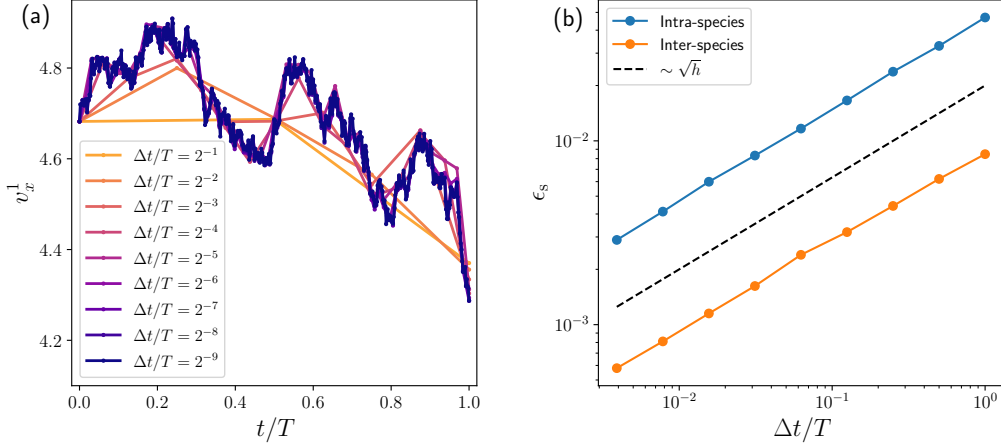 (a)
4.8
4.6
4.4
4.2
v_x^1
Δt/T = 2^{-1}
Δt/T = 2^{-2}
Δt/T = 2^{-3}
Δt/T = 2^{-4}
Δt/T = 2^{-5}
Δt/T = 2^{-6}
Δt/T = 2^{-7}
Δt/T = 2^{-8}
Δt/T = 2^{-9}
0.0 0.2 0.4 0.6 0.8 1.0
t/T
(b)
Intra-species
Inter-species
~ √h
10^{-2}
10^{-3}
ϵ_s
10^{-2} 10^{-1} 10^{0}
Δt/T